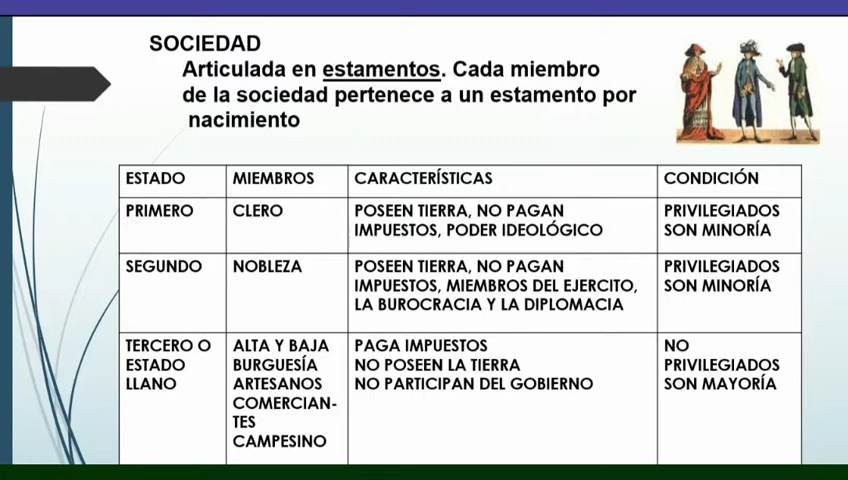 SOCIEDAD
Articulada en estamentos. Cada miembro
de la sociedad pertenece a un estamento por
nacimiento
ESTADO MIEMBROS CARACTERÍSTICAS CONDICIÓN
PRIMERO CLERO POSEEN TIERRA, NO PAGAN PRIVILEGIADOS
IMPUESTOS, PODER IDEOLÓGICO SON MINORÍA
SEGUNDO NOBLEZA POSEEN TIERRA, NO PAGAN PRIVILEGIADOS
IMPUESTOS, MIEMBROS DEL EJERCITO, SON MINORÍA
LA BUROCRACIA Y LA DIPLOMACIA
TERCERO O ALTA Y BAJA PAGA IMPUESTOS NO
ESTADO BURGUESÍA NO POSEEN LA TIERRA PRIVILEGIADOS
LLANO ARTESANOS NO PARTICIPAN DEL GOBIERNO SON MAYORÍA
COMERCIAN-
TES
CAMPESINO